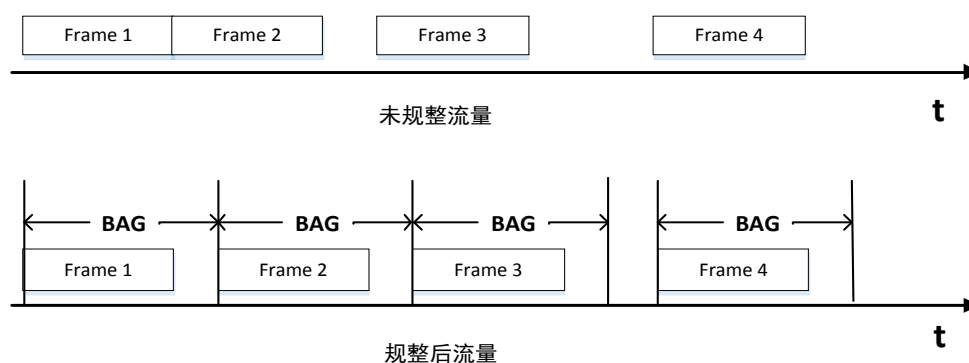 Frame 1 Frame 2 Frame 3 Frame 4
t
未规整流量
BAG BAG BAG BAG
Frame 1 Frame 2 Frame 3 Frame 4
t
规整后流量